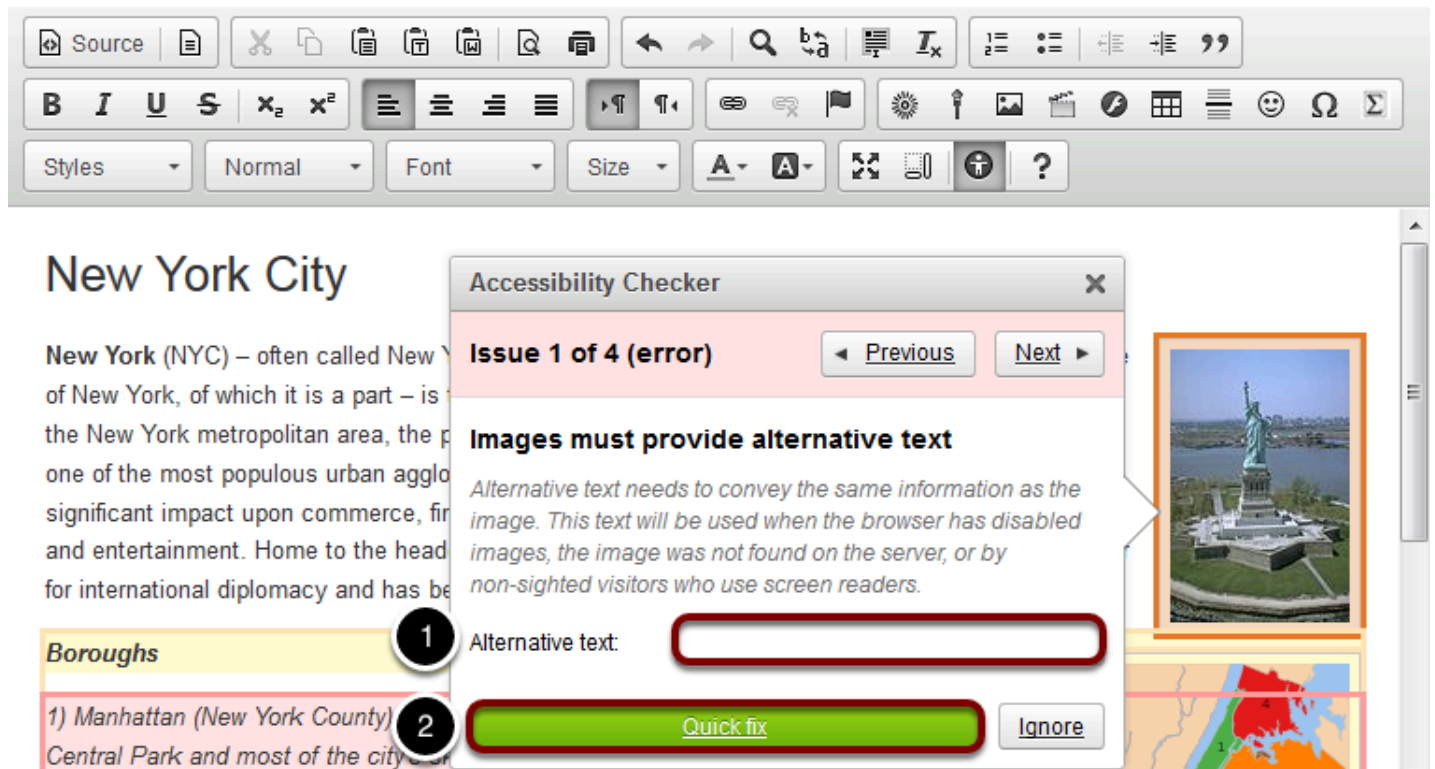 Source
B I U S x₂ x²
Styles Normal Font Size A A ?
New York City
Accessibility Checker
New York (NYC) – often called New
Issue 1 of 4 (error) Previous Next
of New York, of which it is a part – is
the New York metropolitan area, the
Images must provide alternative text
one of the most populous urban
Alternative text needs to convey the same information as the
significant impact upon commerce,
image. This text will be used when the browser has disabled
and entertainment. Home to the
images, the image was not found on the server, or by
for international diplomacy and has
non-sighted visitors who use screen readers.
1 Alternative text:
Boroughs
1) Manhattan (New York County)
2 Quick fix Ignore
Central Park and most of the city's
4
1